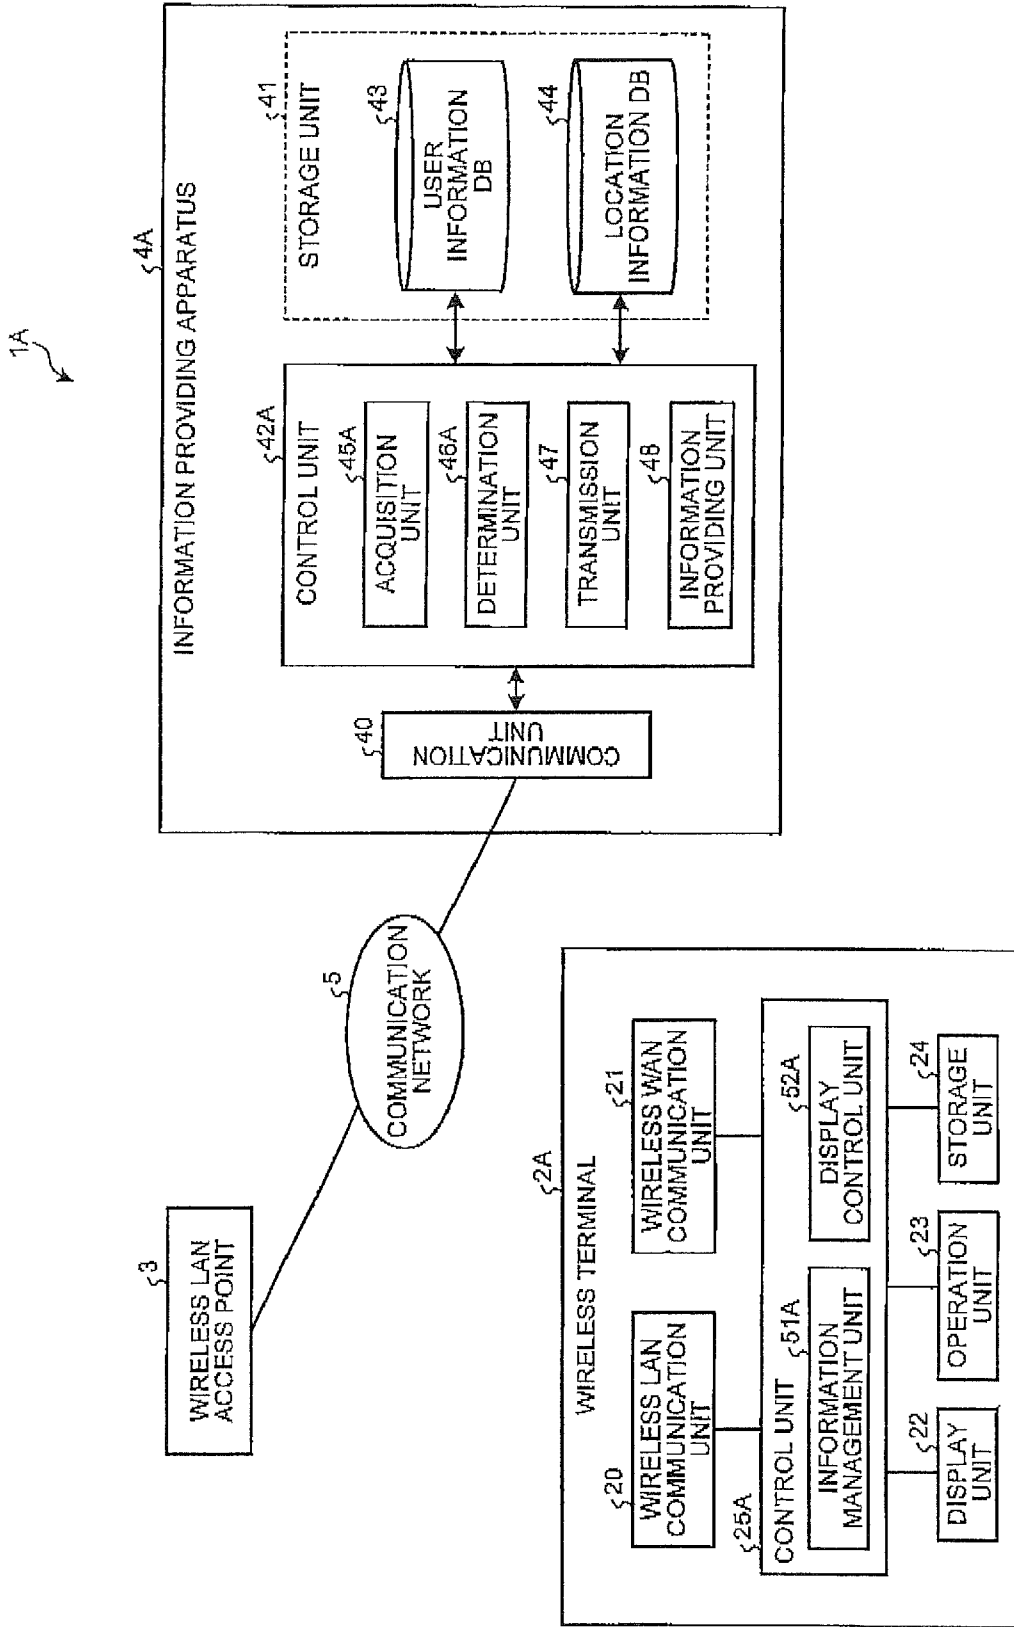 1A
4A
INFORMATION PROVIDING APPARATUS
3
WIRELESS LAN
ACCESS POINT
5
COMMUNICATION
NETWORK
40
COMMUNICATION
UNIT
42A
CONTROL UNIT
45A
ACQUISITION
UNIT
46A
DETERMINATION
UNIT
47
TRANSMISSION
UNIT
48
INFORMATION
PROVIDING UNIT
41
STORAGE UNIT
43
USER
INFORMATION
DB
44
LOCATION
INFORMATION DB
2A
WIRELESS TERMINAL
20
WIRELESS LAN
COMMUNICATION
UNIT
21
WIRELESS WAN
COMMUNICATION
UNIT
25A
CONTROL UNIT
51A
INFORMATION
MANAGEMENT UNIT
52A
DISPLAY
CONTROL UNIT
22
DISPLAY
UNIT
23
OPERATION
UNIT
24
STORAGE
UNIT